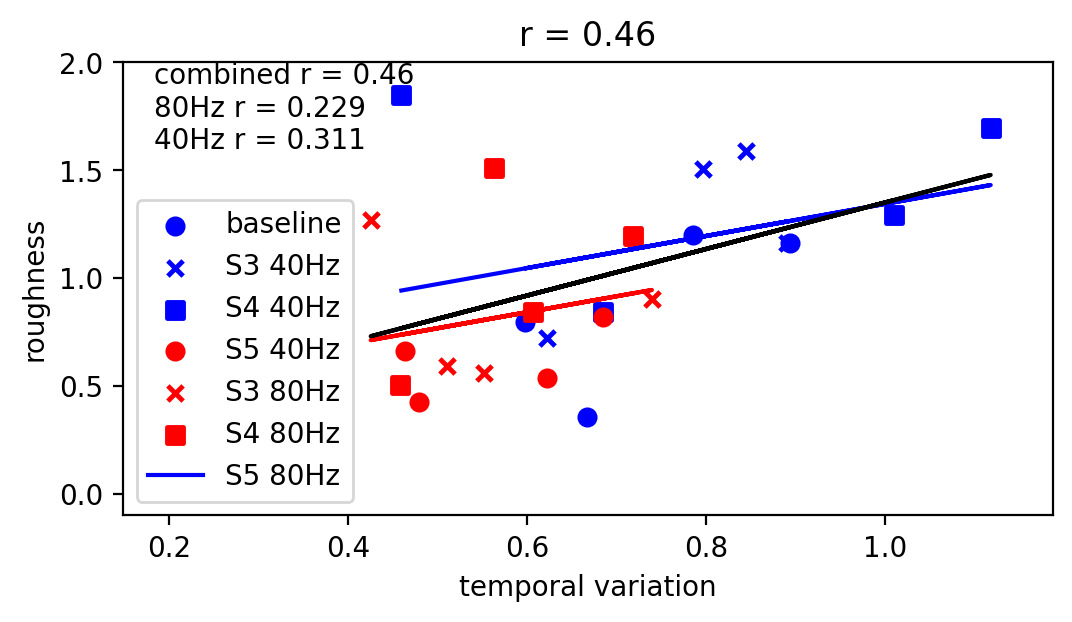 r = 0.46
combined r = 0.46
80Hz r = 0.229
40Hz r = 0.311
baseline
S3 40Hz
S4 40Hz
S5 40Hz
S3 80Hz
S4 80Hz
S5 80Hz
roughness
2.0
1.5
1.0
0.5
0.0
0.2 0.4 0.6 0.8 1.0
temporal variation